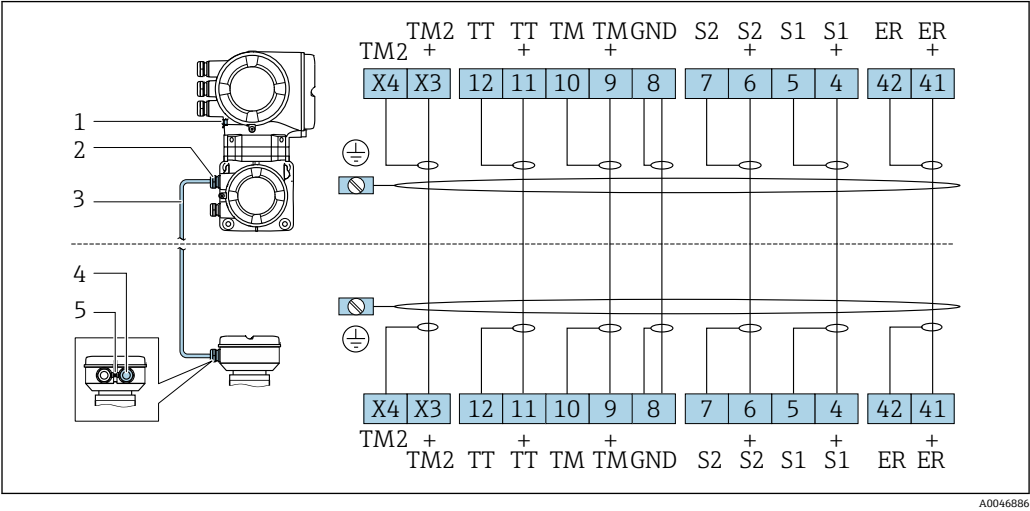 TM2 TM2 TT TT TM TM GND S2 S2 S1 S1 ER ER
+ + + + + +
X4 X3 12 11 10 9 8 7 6 5 4 42 41
1
2
3
4
5
X4 X3 12 11 10 9 8 7 6 5 4 42 41
+ + + + + +
TM2 TM2 TT TT TM TM GND S2 S2 S1 S1 ER ER
A0046886